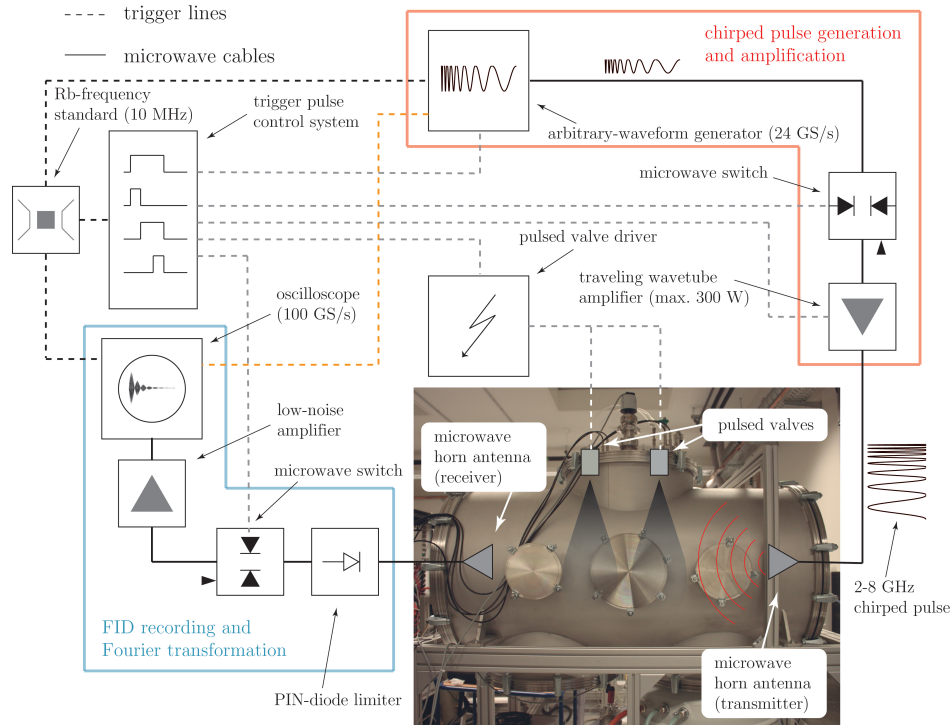 trigger lines
microwave cables
chirped pulse generation
and amplification
Rb-frequency
standard (10 MHz)
trigger pulse
control system
arbitrary-waveform generator (24 GS/s)
microwave switch
pulsed valve driver
traveling wavetube
amplifier (max. 300 W)
oscilloscope
(100 GS/s)
low-noise
amplifier
microwave switch
microwave
horn antenna
(receiver)
pulsed valves
2-8 GHz
chirped pulse
FID recording and
Fourier transformation
PIN-diode limiter
microwave
horn antenna
(transmitter)